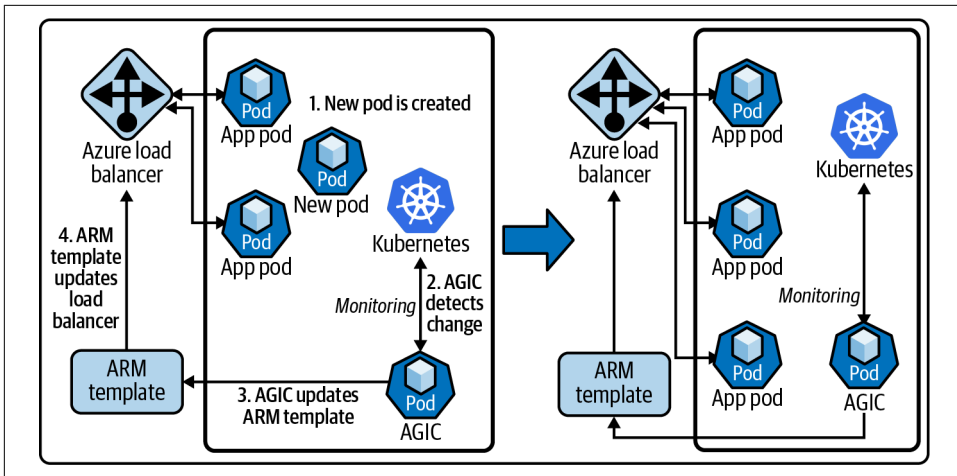 Pod
App pod
1. New pod is created
Azure load
balancer
Pod
New pod
Pod
App pod
Kubernetes
4. ARM
template
updates
load
balancer
Monitoring
2. AGIC
detects
change
ARM
template
3. AGIC updates
ARM template
Pod
AGIC
Azure load
balancer
Pod
App pod
Kubernetes
Pod
App pod
Monitoring
ARM
template
Pod
App pod
Pod
AGIC